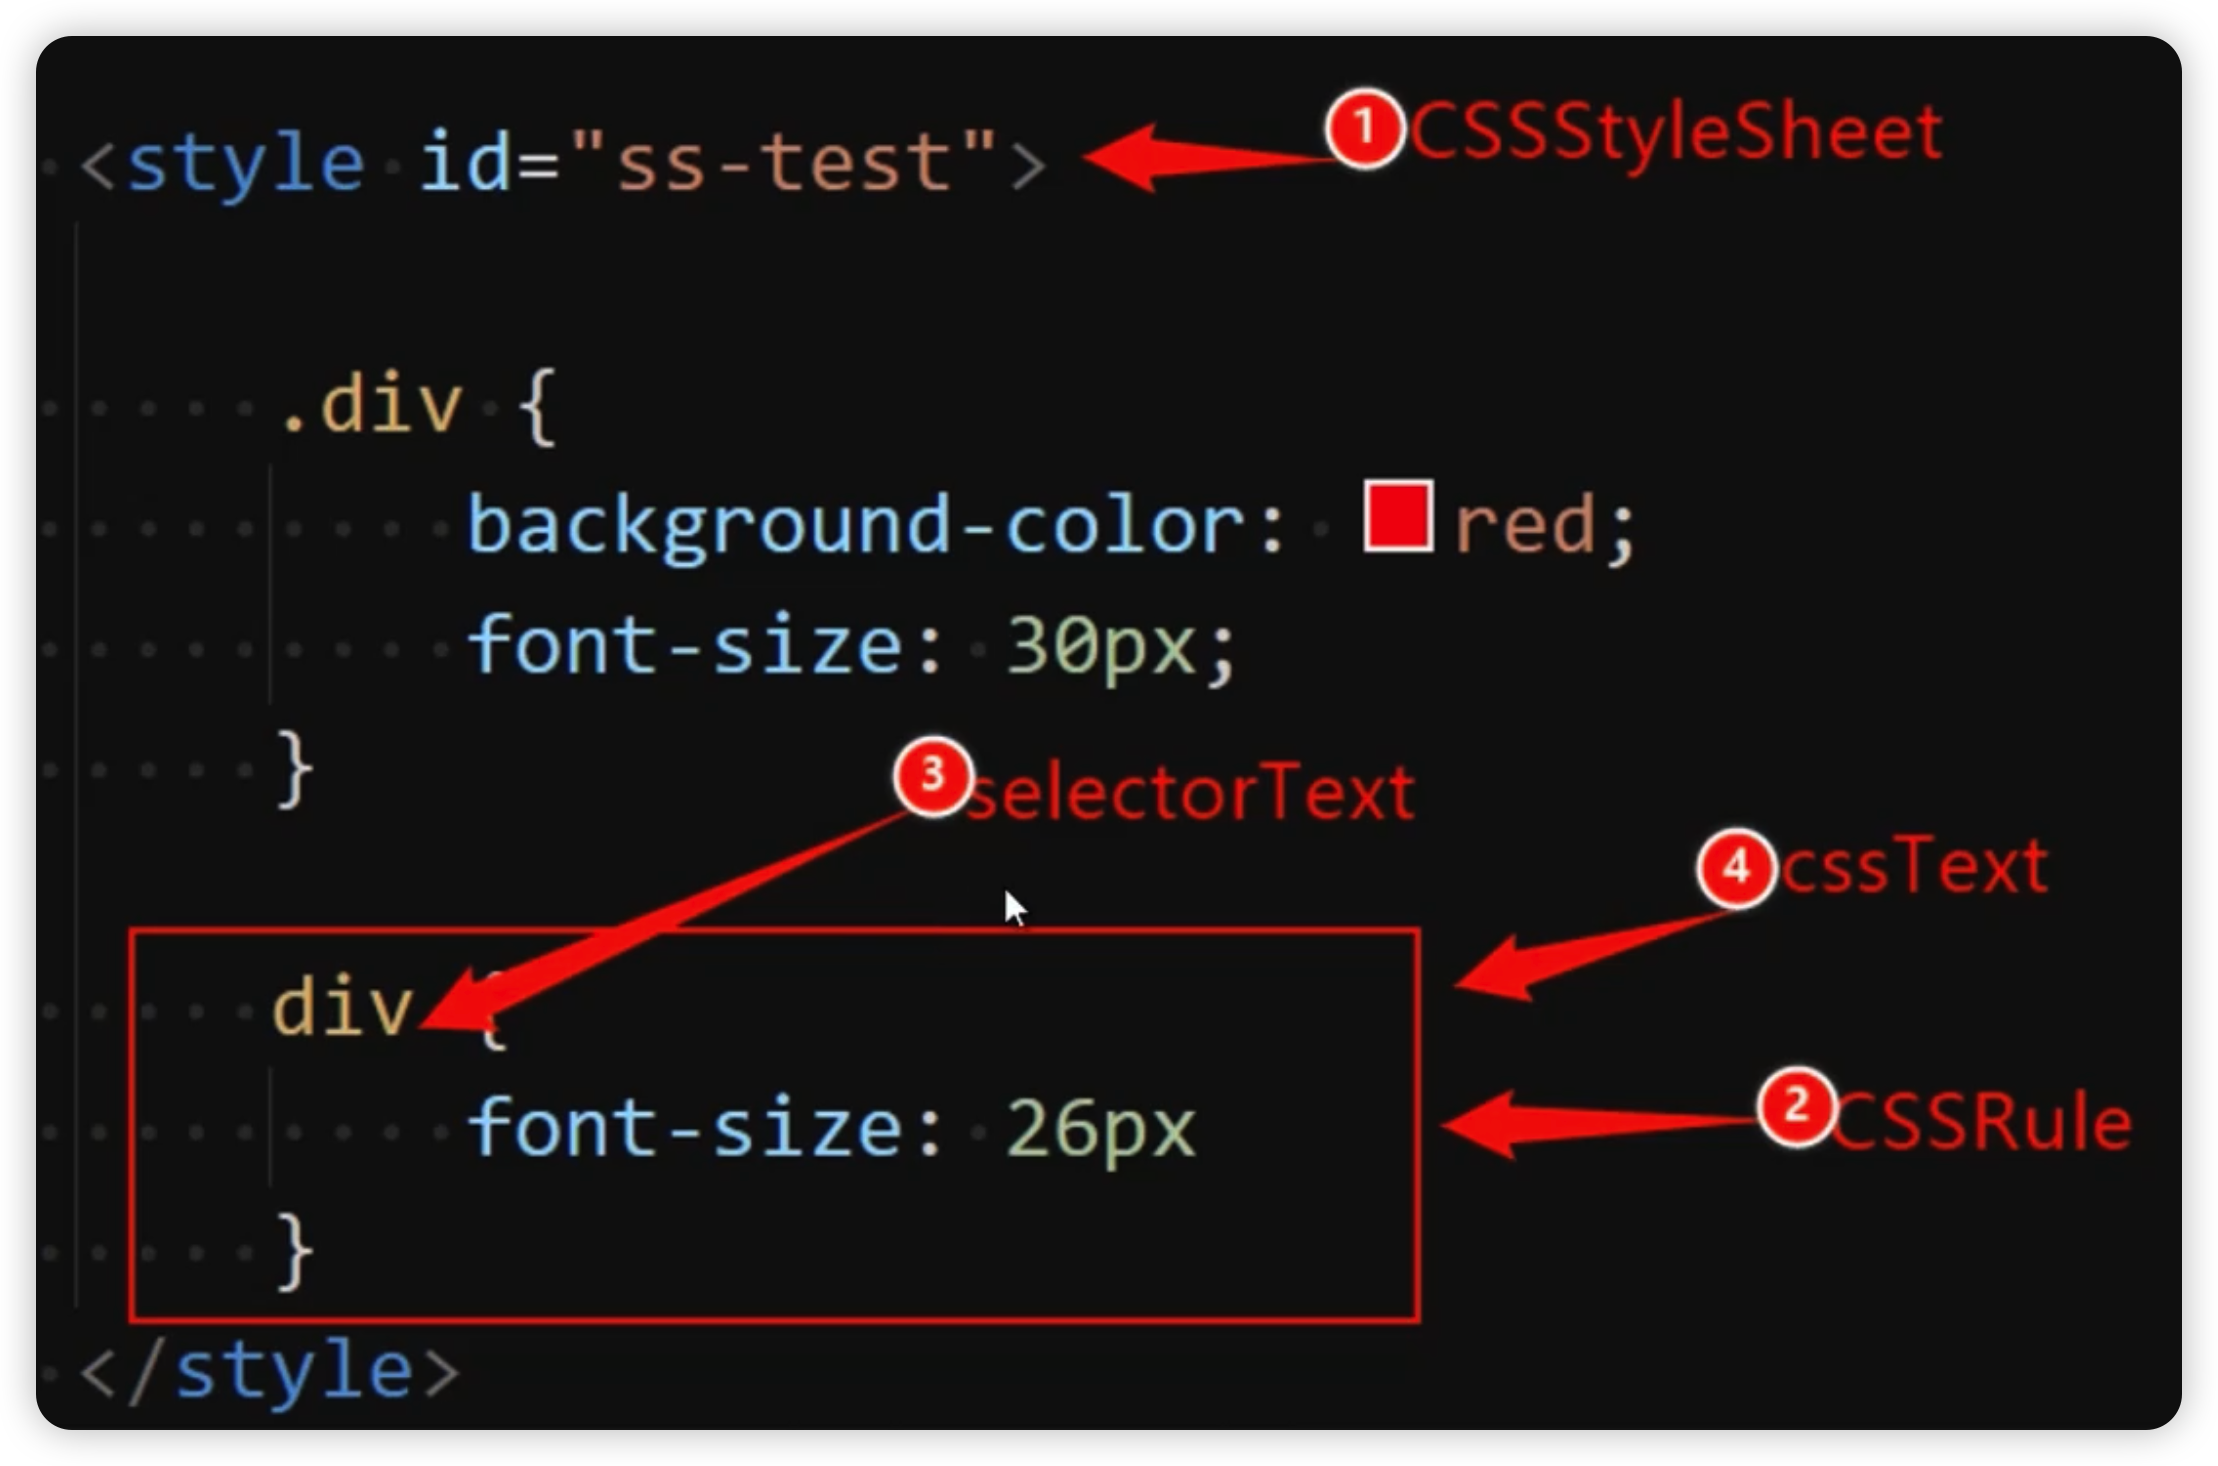 <style id="ss-test">
1 CSSStyleSheet
.div {
background-color: red;
font-size: 30px;
}
3 selectorText
4 cssText
div {
font-size: 26px
2 CSSRule
}
</style>